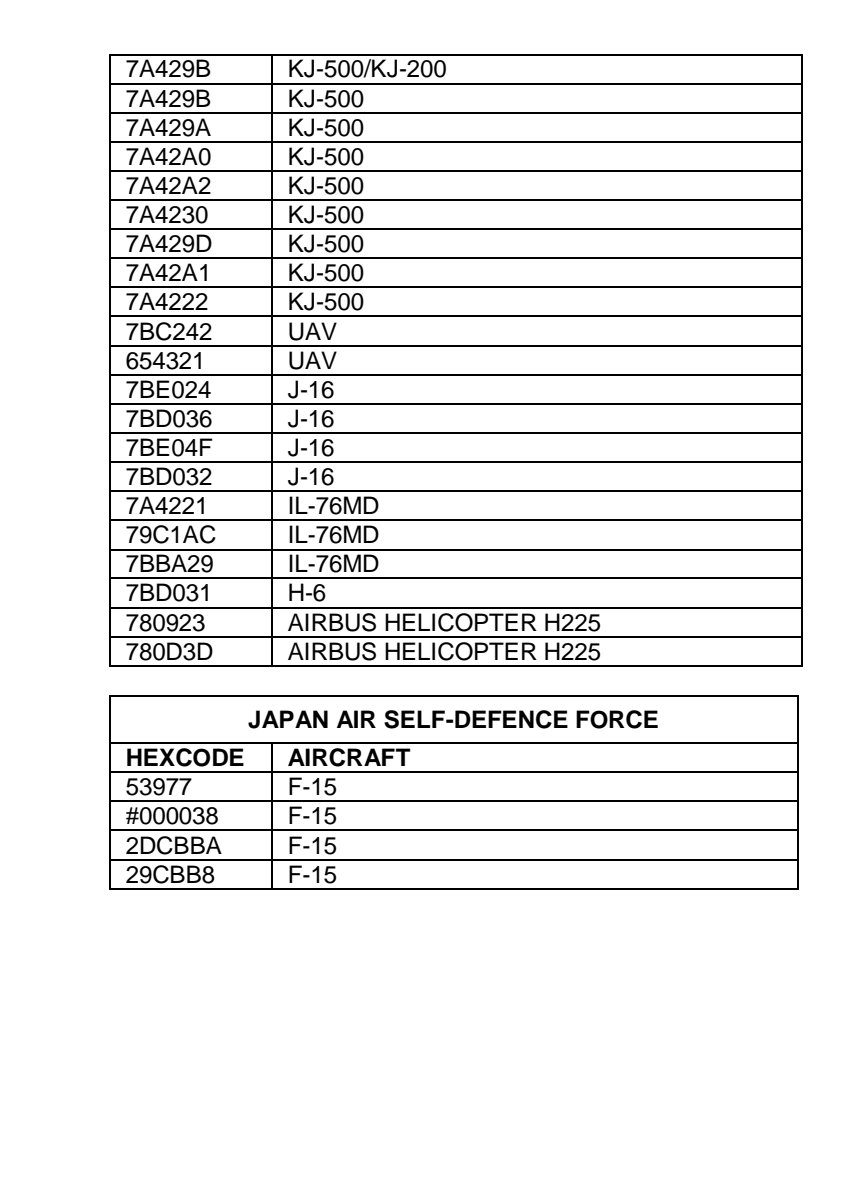 7A429B KJ-500/KJ-200
7A429B KJ-500
7A429A KJ-500
7A42A0 KJ-500
7A42A2 KJ-500
7A4230 KJ-500
7A429D KJ-500
7A42A1 KJ-500
7A4222 KJ-500
7BC242 UAV
654321 UAV
7BE024 J-16
7BD036 J-16
7BE04F J-16
7BD032 J-16
7A4221 IL-76MD
79C1AC IL-76MD
7BBA29 IL-76MD
7BD031 H-6
780923 AIRBUS HELICOPTER H225
780D3D AIRBUS HELICOPTER H225
JAPAN AIR SELF-DEFENCE FORCE
HEXCODE AIRCRAFT
53977 F-15
#000038 F-15
2DCBBA F-15
29CBB8 F-15